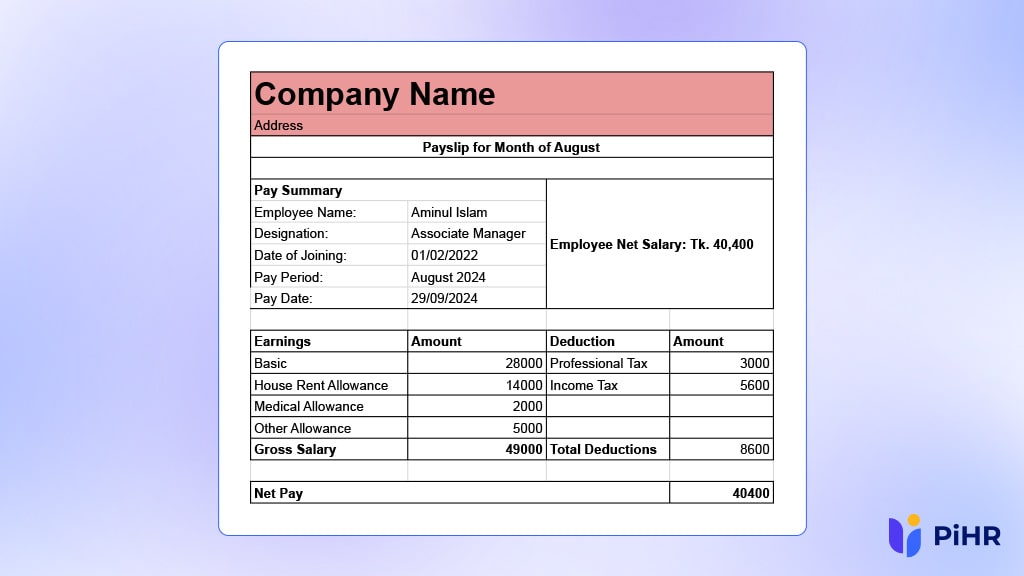 Company Name
Address
Payslip for Month of August
Pay Summary
Employee Name: Aminul Islam
Designation: Associate Manager
Date of Joining: 01/02/2022
Pay Period: August 2024
Pay Date: 29/09/2024
Employee Net Salary: Tk. 40,400
Earnings Amount Deduction Amount
Basic 28000 Professional Tax 3000
House Rent Allowance 14000 Income Tax 5600
Medical Allowance 2000
Other Allowance 5000
Gross Salary 49000 Total Deductions 8600
Net Pay 40400
PiHR